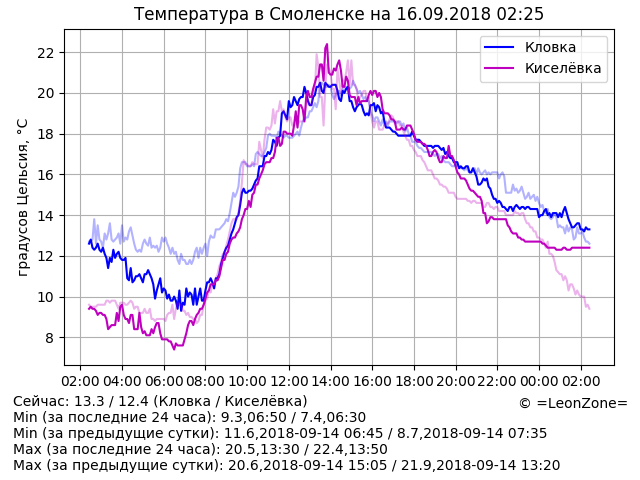 Температура в Смоленске на 16.09.2018 02:25
Кловка
Киселёвка
градусов Цельсия, °C
22
20
18
16
14
12
10
8
02:00 04:00 06:00 08:00 10:00 12:00 14:00 16:00 18:00 20:00 22:00 00:00 02:00
Сейчас: 13.3 / 12.4 (Кловка / Киселёвка)
© =LeonZone=
Min (за последние 24 часа): 9.3,06:50 / 7.4,06:30
Min (за предыдущие сутки): 11.6,2018-09-14 06:45 / 8.7,2018-09-14 07:35
Max (за последние 24 часа): 20.5,13:30 / 22.4,13:50
Max (за предыдущие сутки): 20.6,2018-09-14 15:05 / 21.9,2018-09-14 13:20